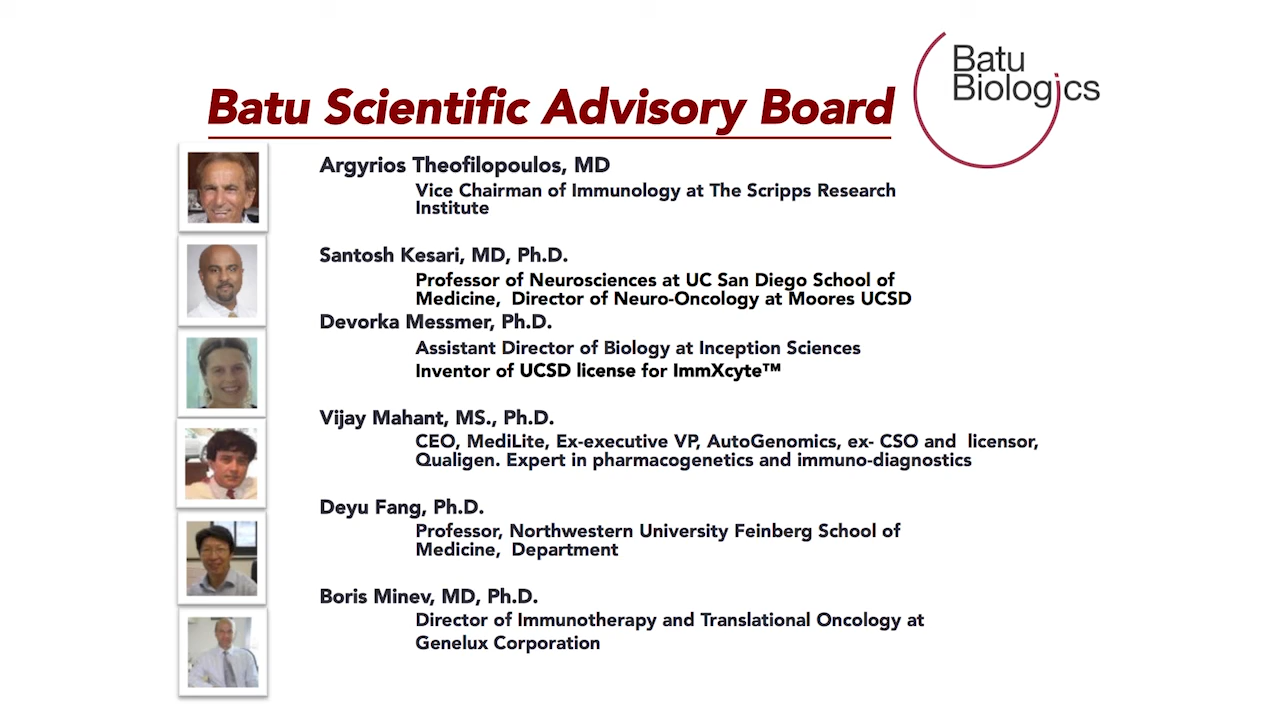 Batu
Biologics
Batu Scientific Advisory Board
Argyrios Theofilopoulos, MD
Vice Chairman of Immunology at The Scripps Research
Institute
Santosh Kesari, MD, Ph.D.
Professor of Neurosciences at UC San Diego School of
Medicine,  Director of Neuro-Oncology at Moores UCSD
Devorka Messmer, Ph.D.
Assistant Director of Biology at Inception Sciences
Inventor of UCSD license for ImmXcyte™
Vijay Mahant, MS., Ph.D.
CEO, MediLite, Ex-executive VP, AutoGenomics, ex- CSO and  licensor,
Qualigen. Expert in pharmacogenetics and immuno-diagnostics
Deyu Fang, Ph.D.
Professor, Northwestern University Feinberg School of
Medicine,  Department
Boris Minev, MD, Ph.D.
Director of Immunotherapy and Translational Oncology at
Genelux Corporation